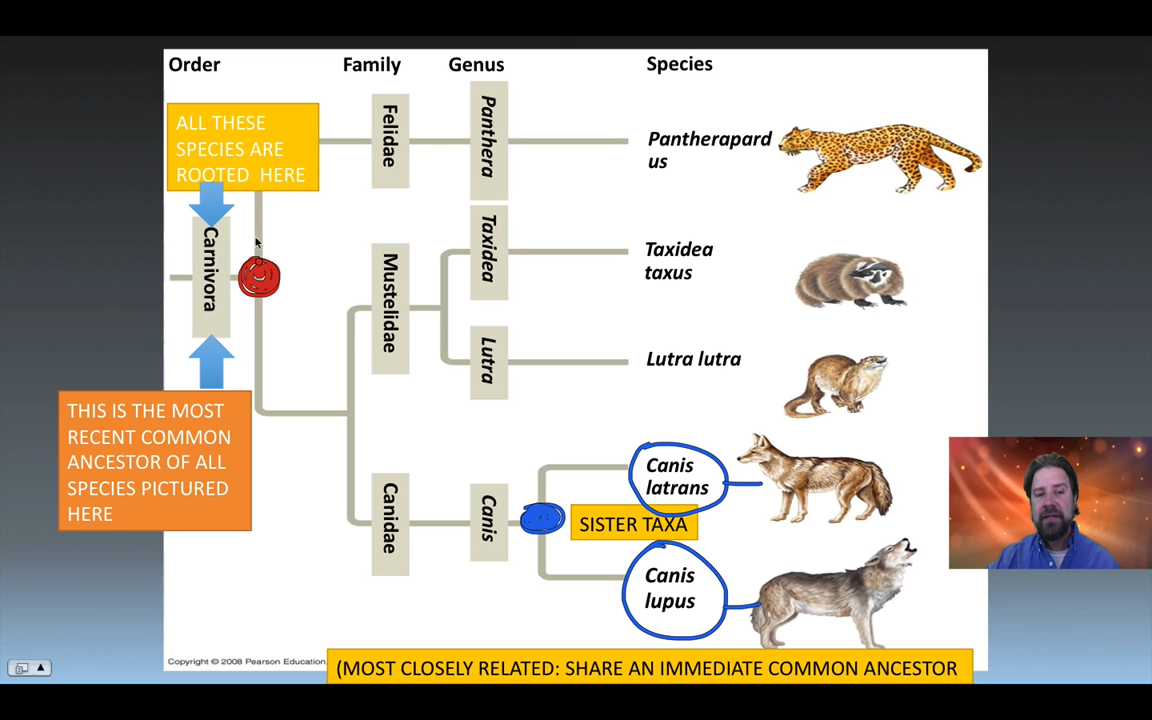 Order Family Genus Species
ALL THESE
SPECIES ARE
ROOTED HERE
Felidae
Panthera
Pantherapard
us
Carnivora
Mustelidae
Taxidea
Taxidea
taxus
Lutra
Lutra lutra
THIS IS THE MOST
RECENT COMMON
ANCESTOR OF ALL
SPECIES PICTURED
HERE
Canidae
Canis
Canis
latrans
SISTER TAXA
Canis
lupus
Copyright © 2008 Pearson Education
(MOST CLOSELY RELATED: SHARE AN IMMEDIATE COMMON ANCESTOR